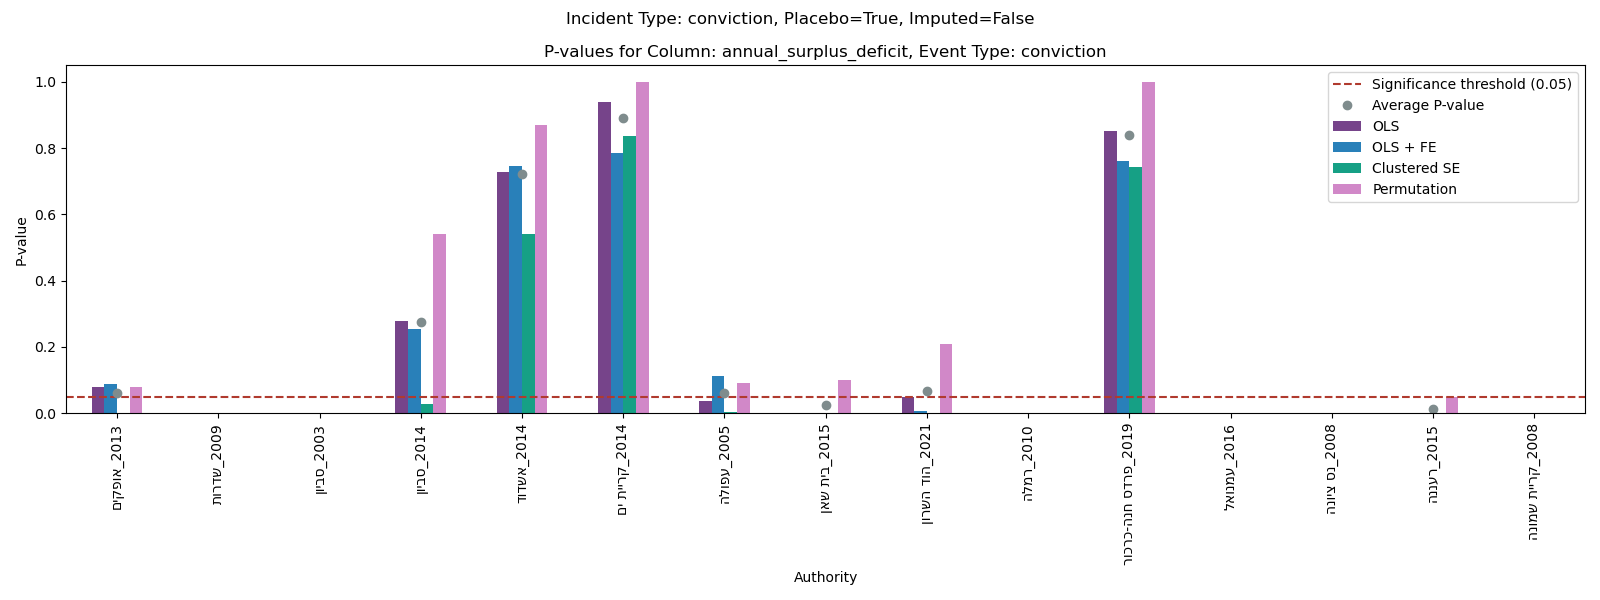 Incident Type: conviction, Placebo=True, Imputed=False
P-values for Column: annual_surplus_deficit, Event Type: conviction
Significance threshold (0.05)
Average P-value
OLS
OLS + FE
Clustered SE
Permutation
P-value
1.0
0.8
0.6
0.4
0.2
0.0
אופקים_2013
שדרות_2009
סביון_2003
סביון_2014
אשדוד_2014
קריית ים_2014
עפולה_2005
בית שאן_2015
הוד השרון_2021
רמלה_2010
פרדס חנה-כרכור_2019
עמנואל_2016
נס ציונה_2008
רעננה_2015
קריית שמונה_2008
Authority